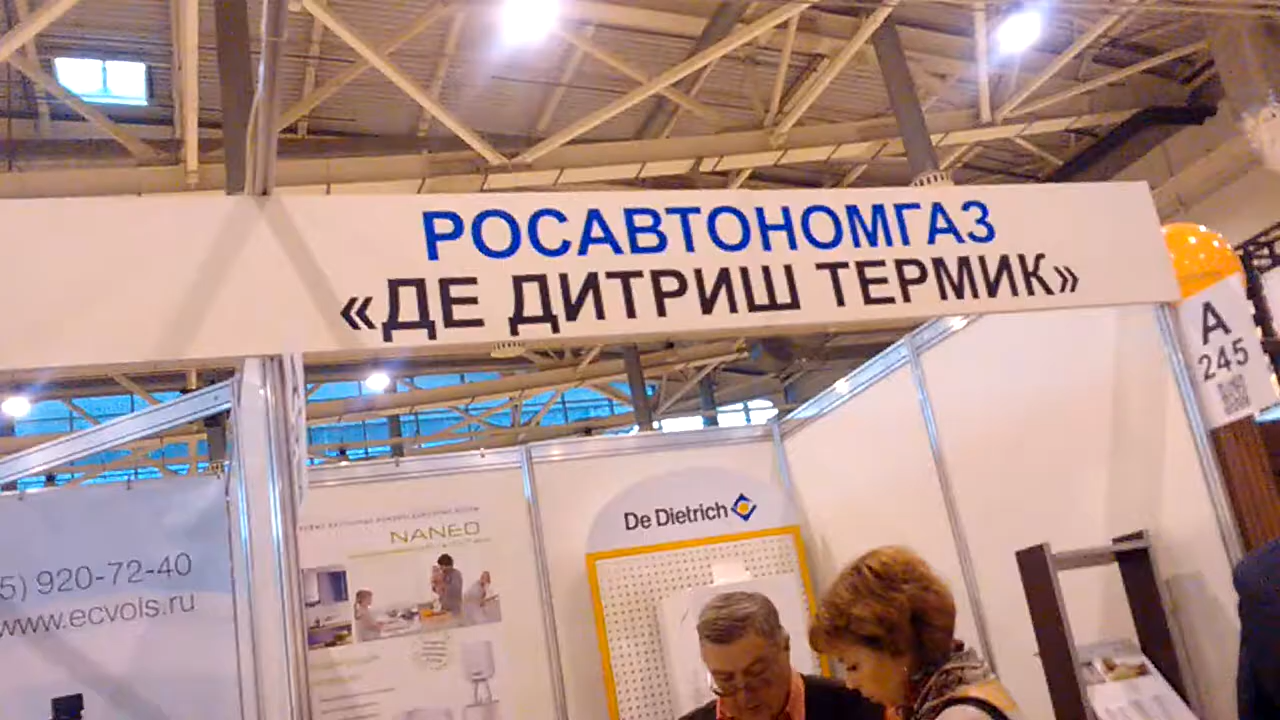 РОСАВТОНОМГАЗ
«ДЕ ДИТРИШ ТЕРМИК»
А
245
De Dietrich
NANEO
5) 920-72-40
www.ecvols.ru